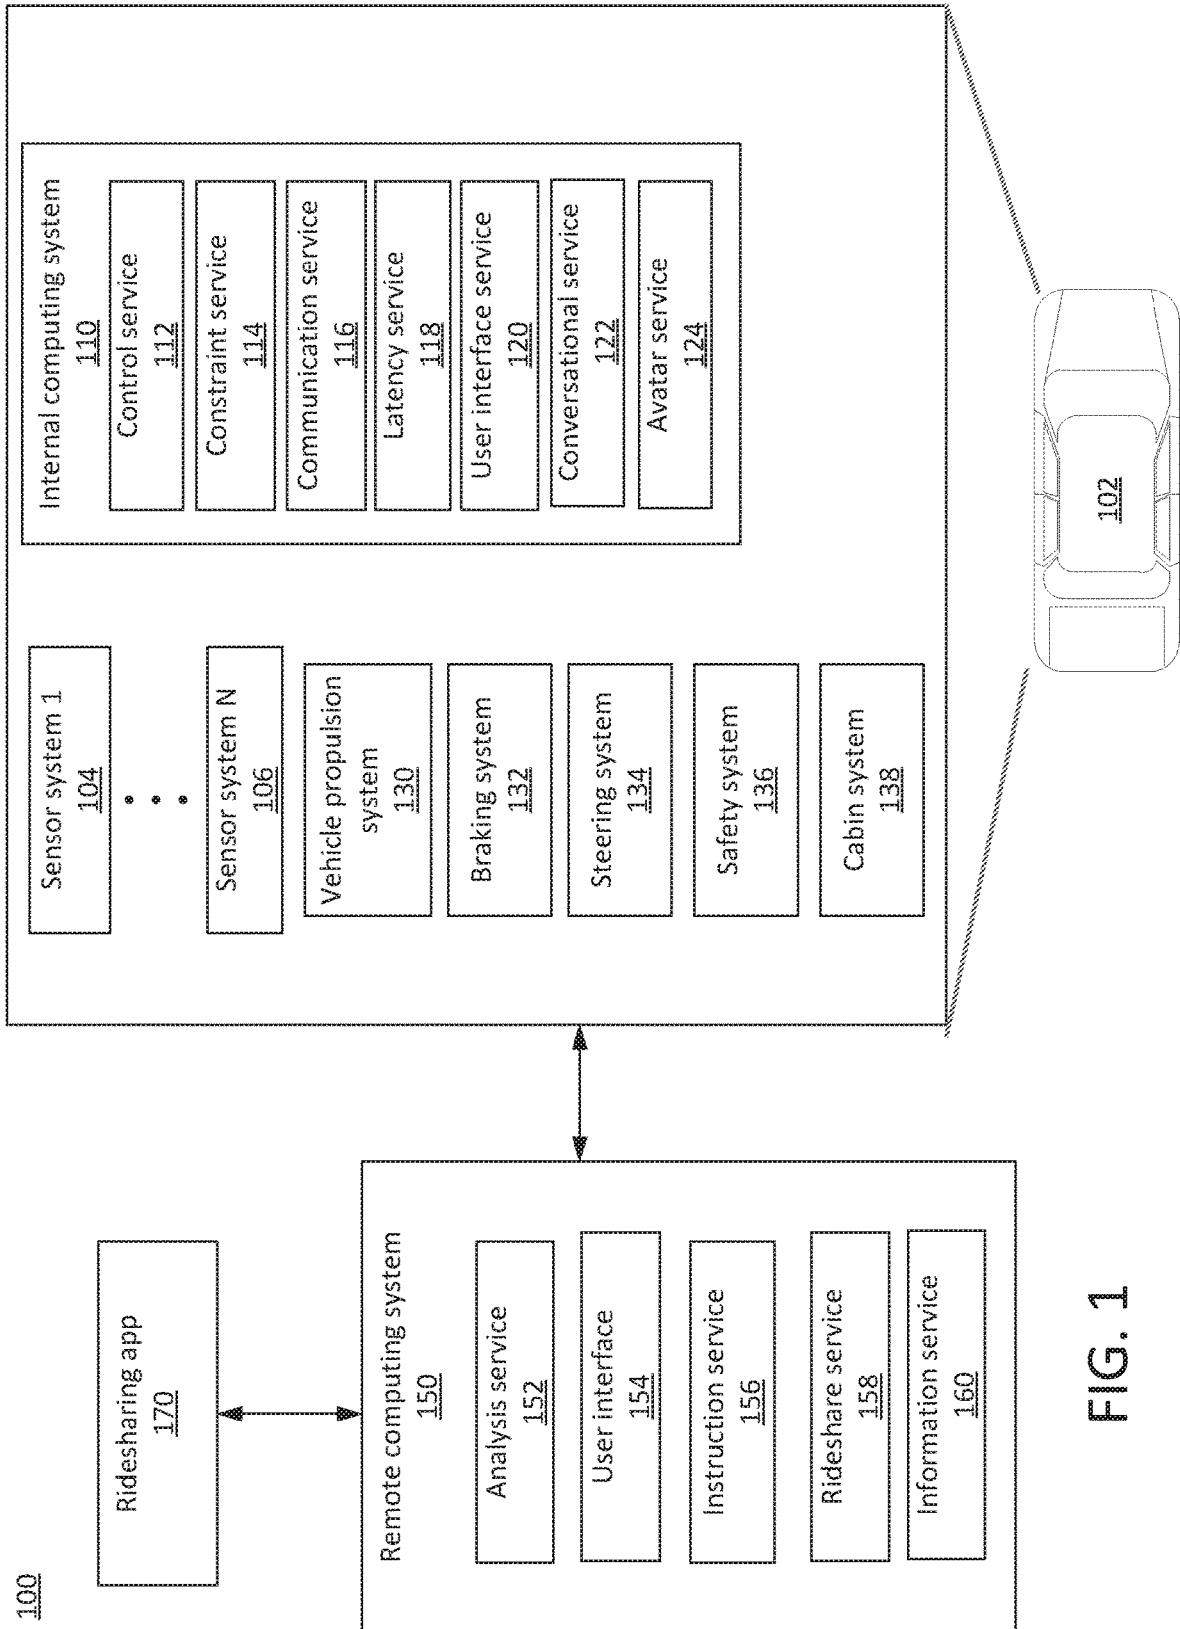 100
Ridesharing app
170
Remote computing system
150
Analysis service
152
User interface
154
Instruction service
156
Rideshare service
158
Information service
160
Sensor system 1
104
Sensor system N
106
Vehicle propulsion
system
130
Braking system
132
Steering system
134
Safety system
136
Cabin system
138
Internal computing system
110
Control service
112
Constraint service
114
Communication service
116
Latency service
118
User interface service
120
Conversational service
122
Avatar service
124
102
FIG. 1